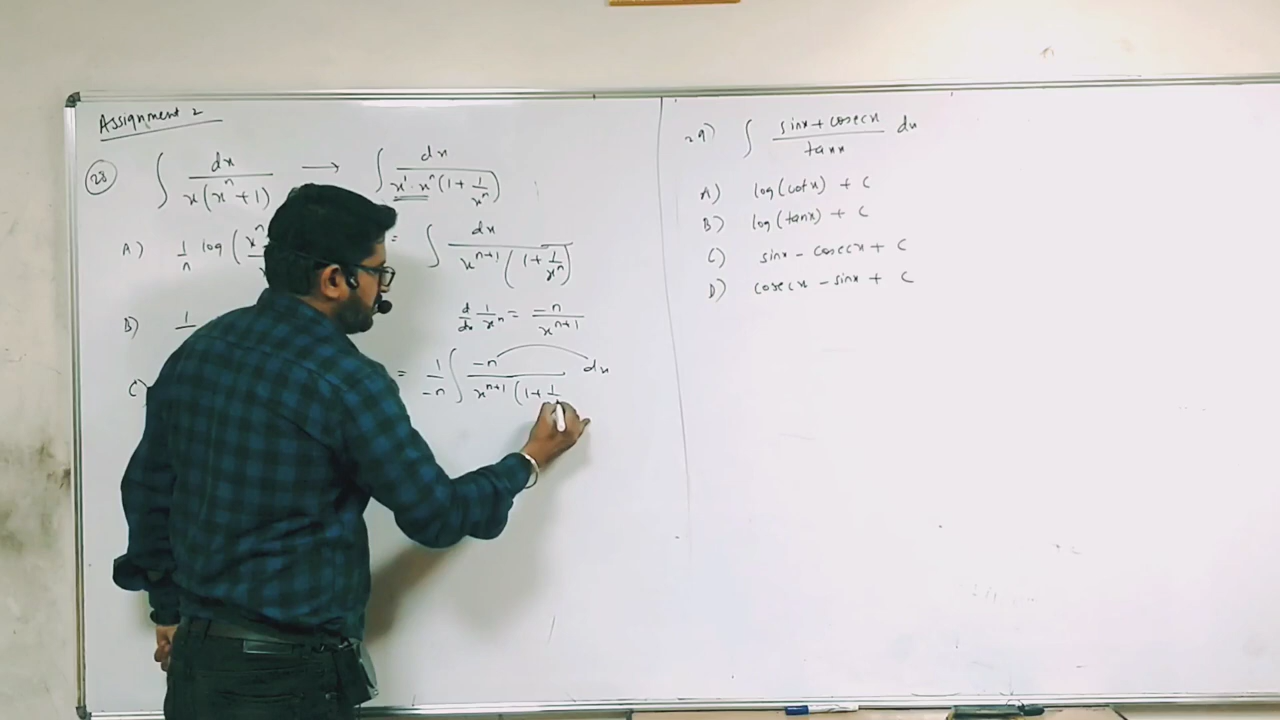 Assignment 2
28 ∫ dx / x(xⁿ+1) → ∫ dx / x¹·xⁿ(1+1/xⁿ)
A) 1/n log (xⁿ
= ∫ dx / xⁿ⁺¹(1+1/xⁿ)
B) 1
d/dx 1/xⁿ = -n / xⁿ⁺¹
C)
= 1/-n ∫ -n / xⁿ⁺¹(1+1/ dx
29) ∫ sinx+cosecx / tanx dx
A) log(cotx) + C
B) log(tanx) + C
C) sinx - cosecx + C
D) cosecx - sinx + C